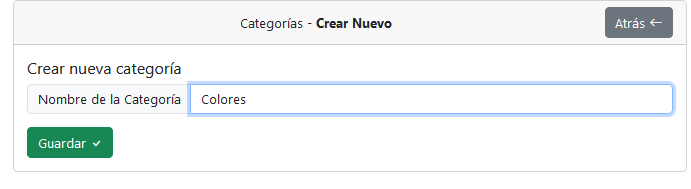 Categorías - Crear Nuevo
Atrás ←
Crear nueva categoría
Nombre de la Categoría Colores
Guardar ✓